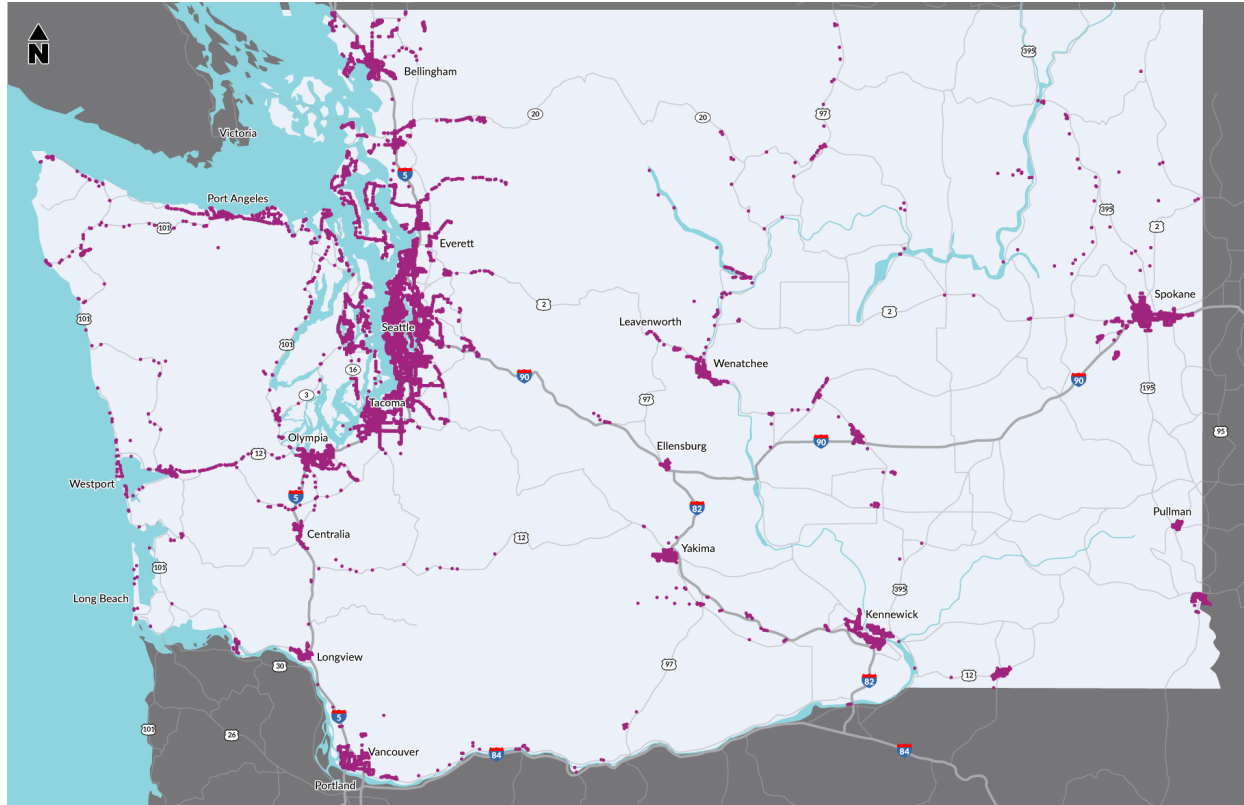 N
Bellingham
395
20
20
97
Victoria
5
Port Angeles
101
395
2
Everett
Spokane
2
2
101
Leavenworth
Seattle
101
Wenatchee
16
90
90
195
3
97
Tacoma
95
Olympia
90
12
Ellensburg
Westport
5
82
Pullman
Centralia
12
Yakima
101
395
Long Beach
Kennewick
Longview
30
97
12
82
5
101
26
Vancouver
84
84
Portland